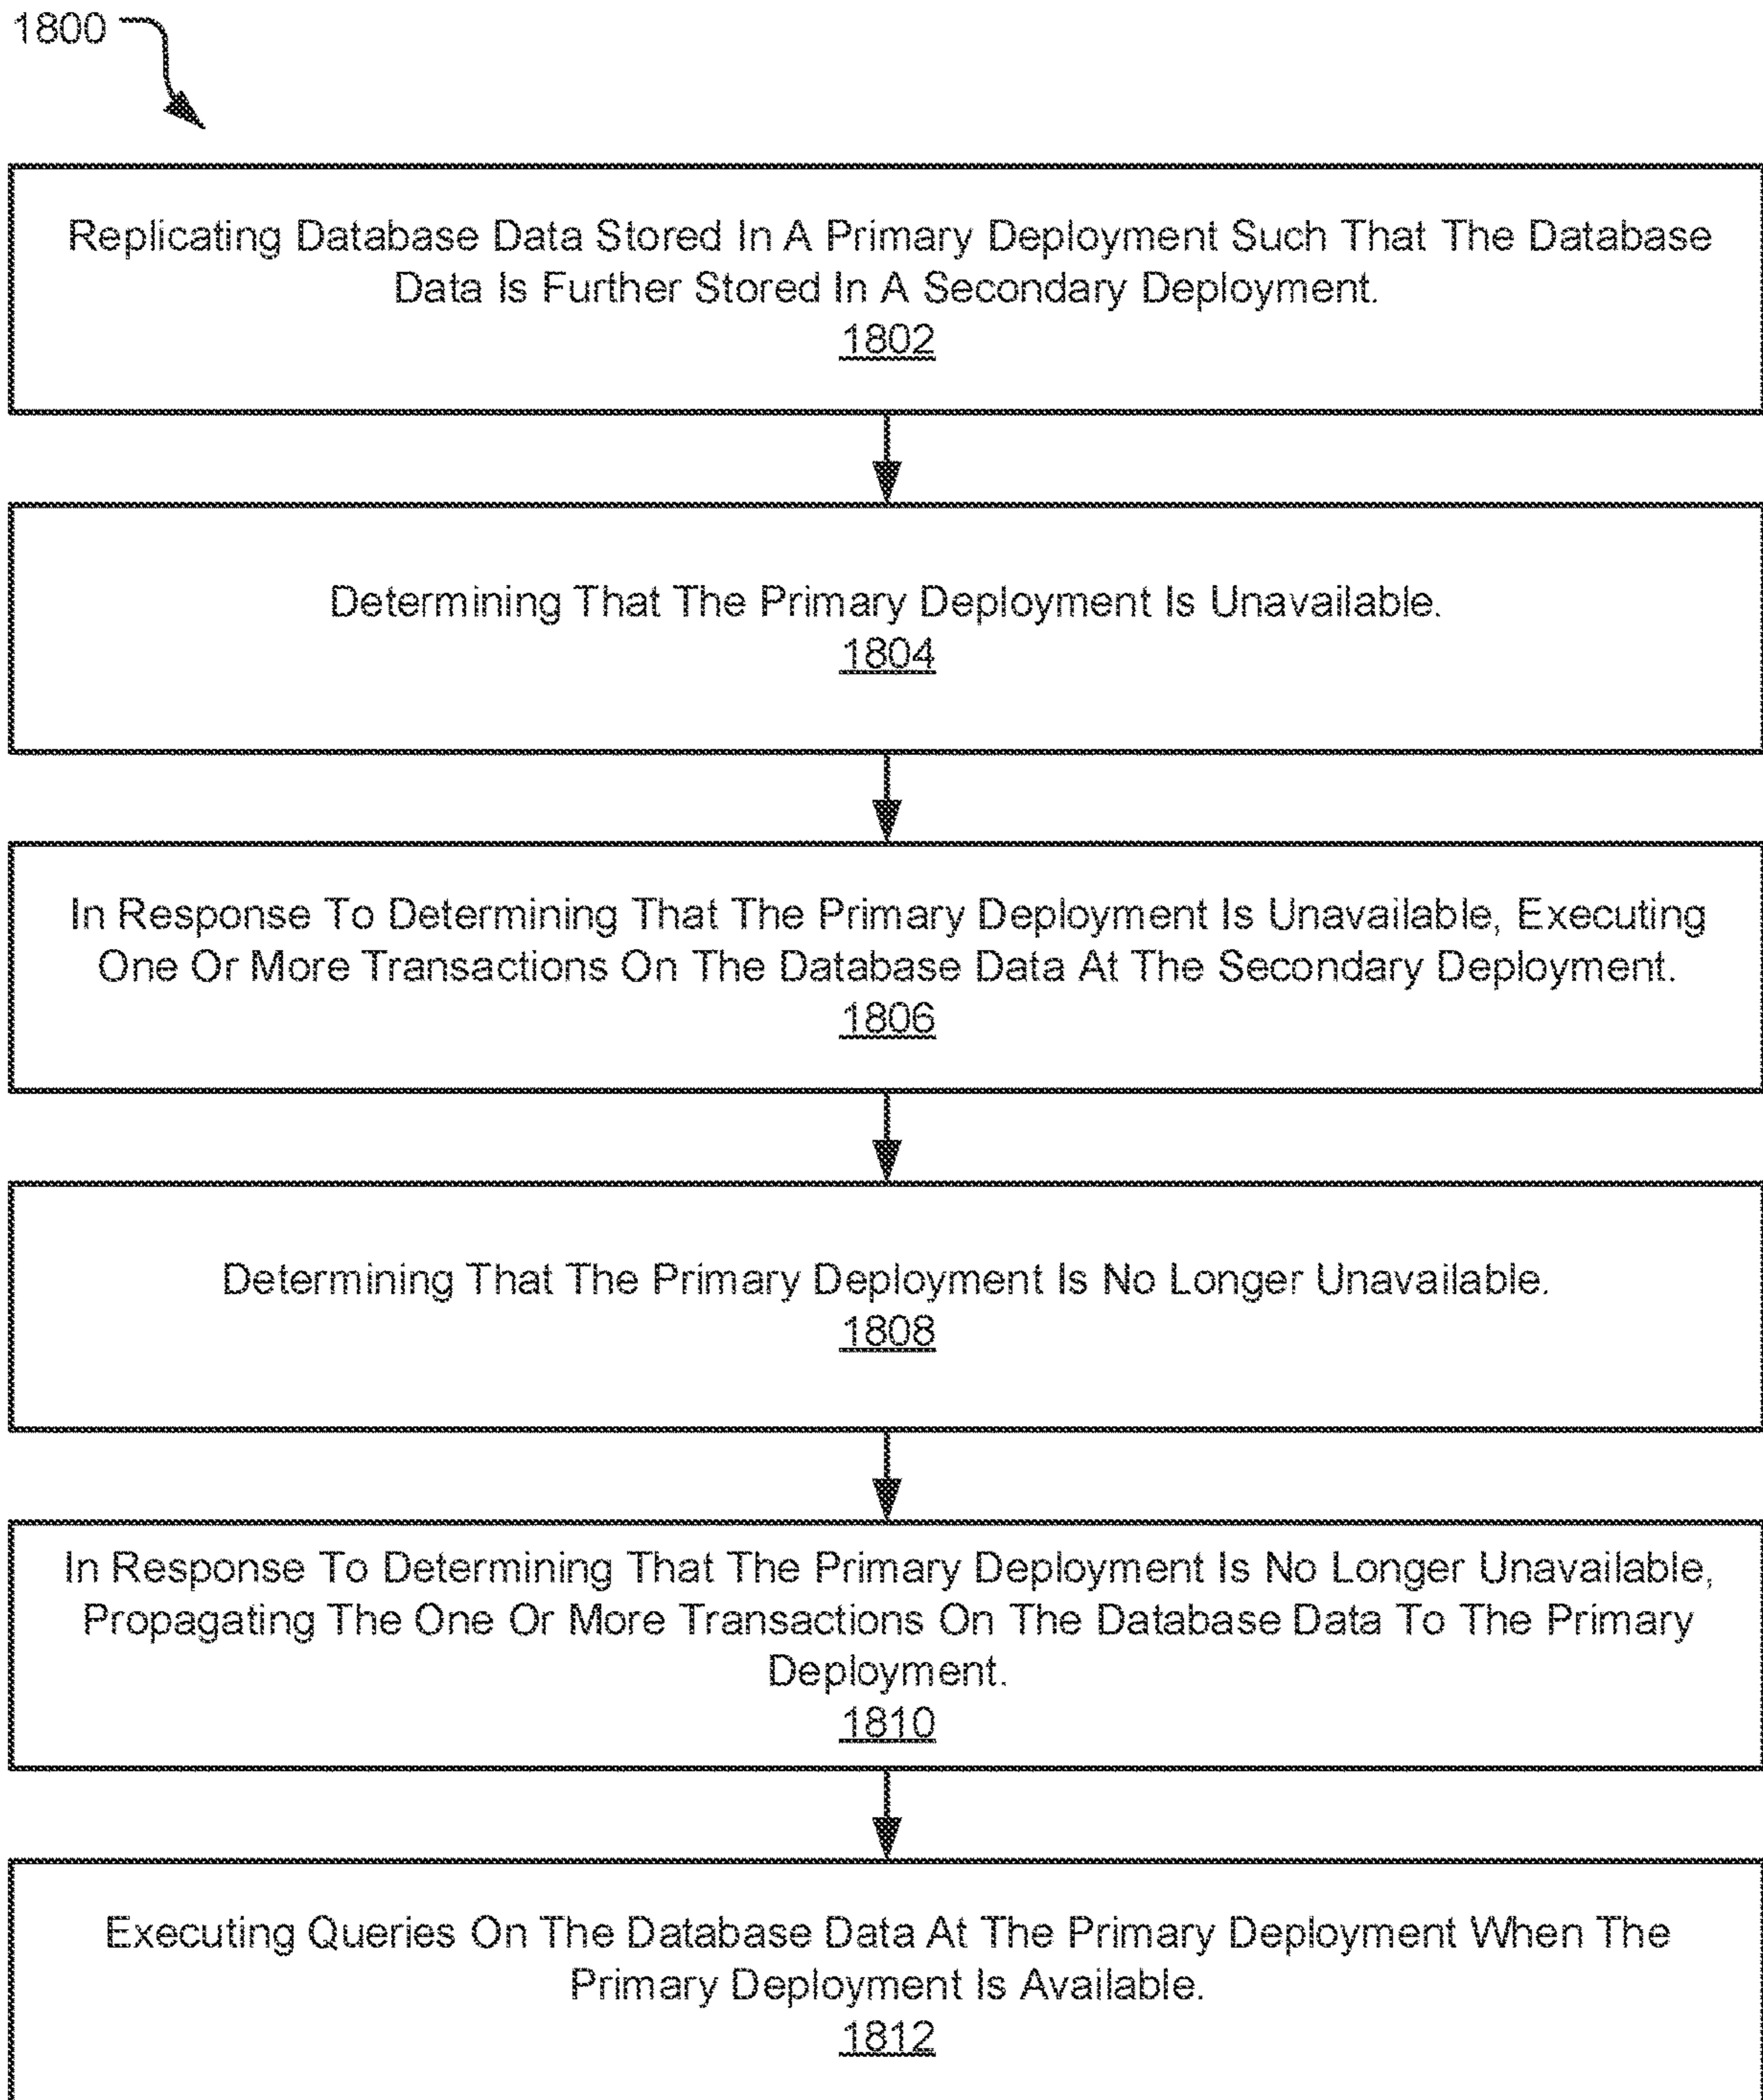 1800
Replicating Database Data Stored In A Primary Deployment Such That The Database
Data Is Further Stored In A Secondary Deployment.
1802
Determining That The Primary Deployment Is Unavailable.
1804
In Response To Determining That The Primary Deployment Is Unavailable, Executing
One Or More Transactions On The Database Data At The Secondary Deployment.
1806
Determining That The Primary Deployment Is No Longer Unavailable.
1808
In Response To Determining That The Primary Deployment Is No Longer Unavailable,
Propagating The One Or More Transactions On The Database Data To The Primary
Deployment.
1810
Executing Queries On The Database Data At The Primary Deployment When The
Primary Deployment Is Available.
1812